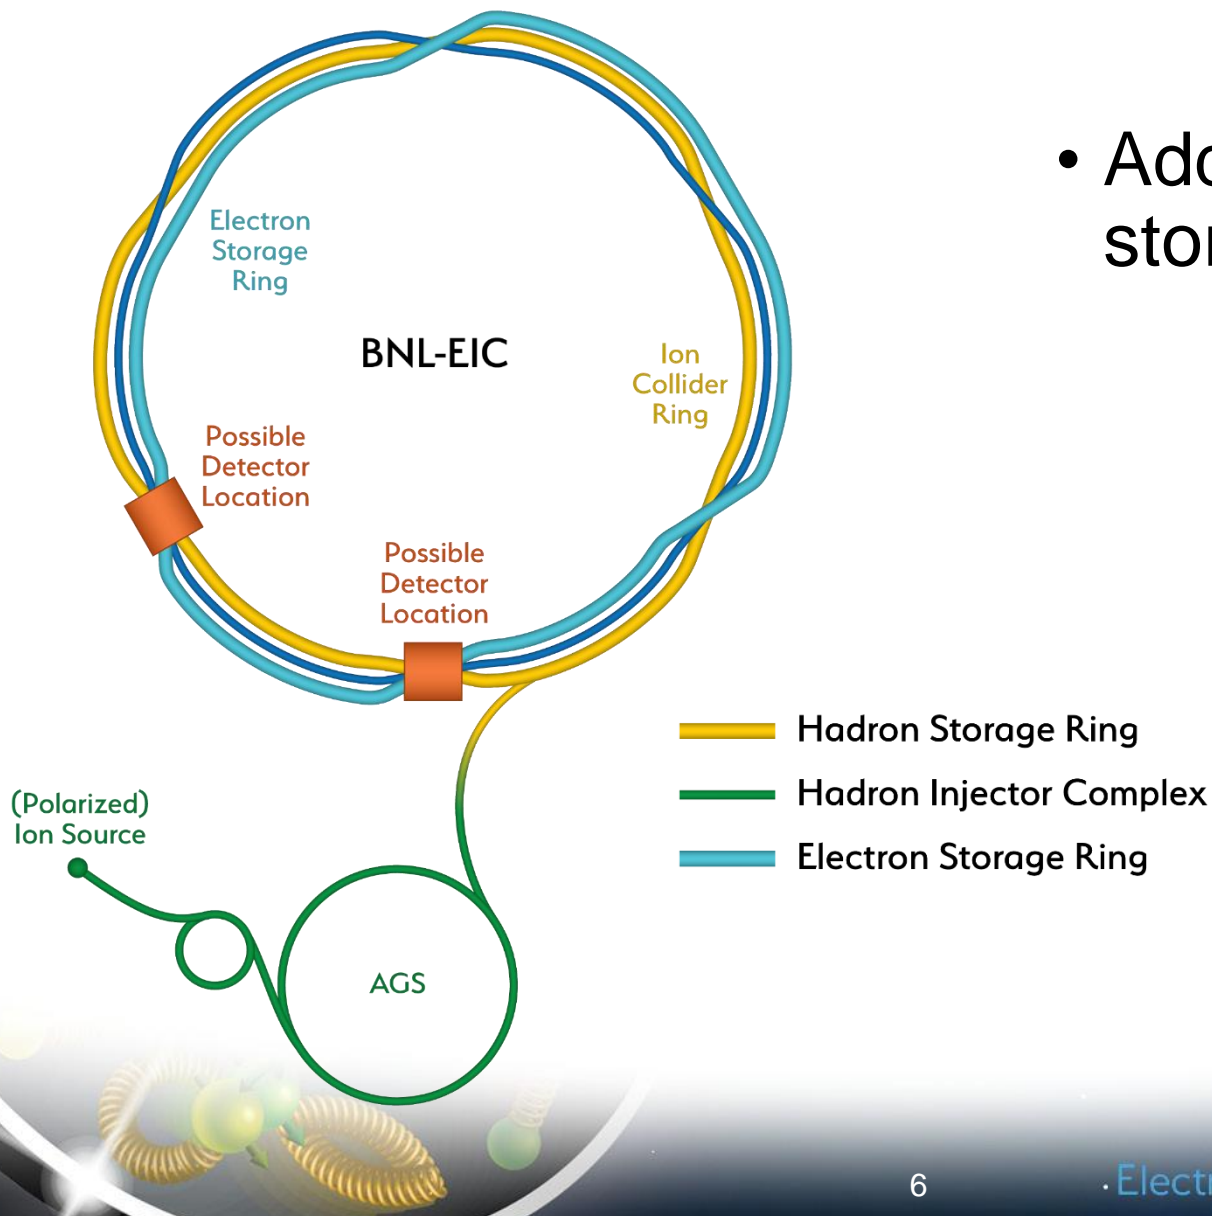 Electron
Storage
Ring
BNL-EIC
Ion
Collider
Ring
Possible
Detector
Location
Possible
Detector
Location
Hadron Storage Ring
Hadron Injector Complex
Electron Storage Ring
(Polarized)
Ion Source
AGS
6